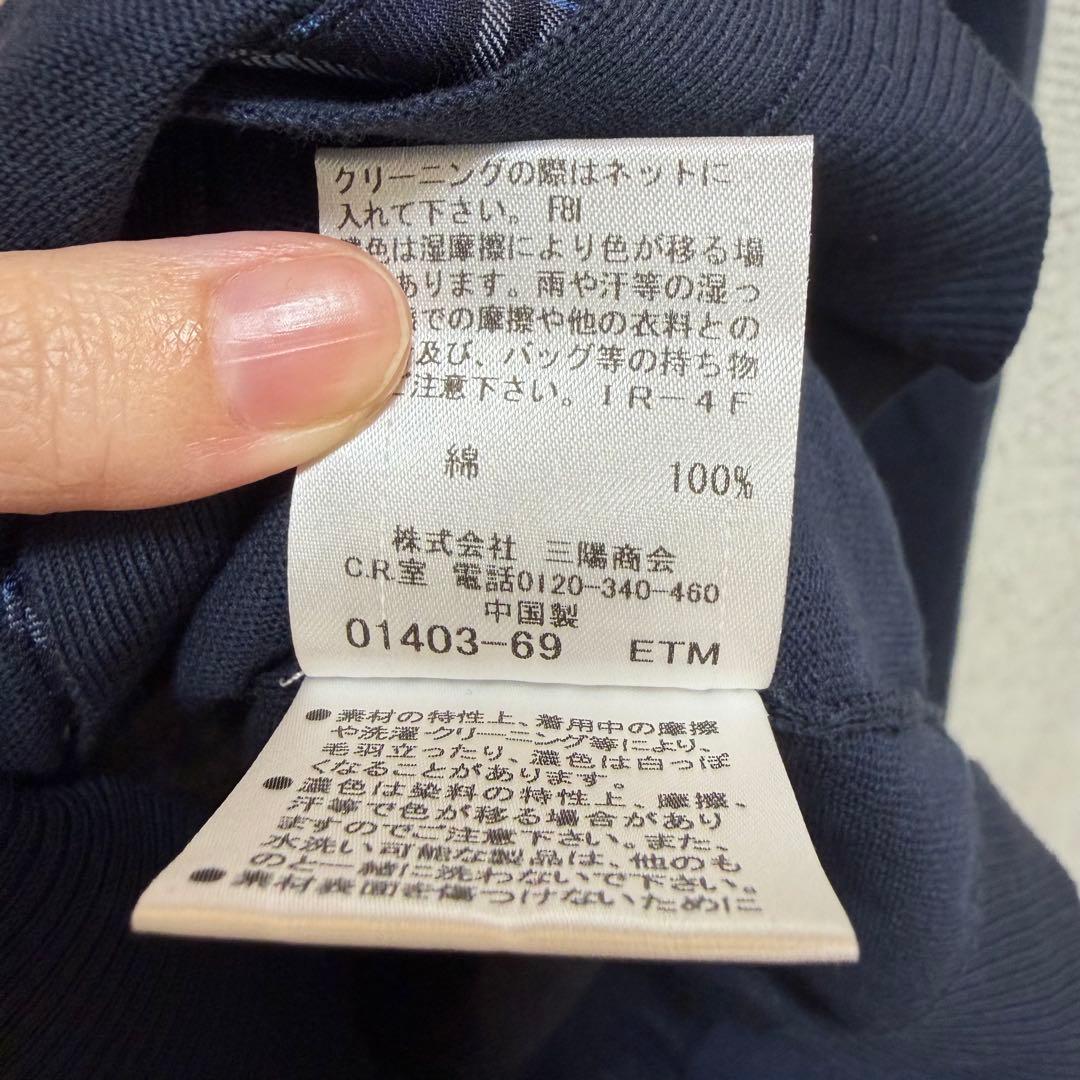 クリーニングの際はネットに
入れて下さい。 F81
色は湿摩擦により色が移る場
あります。雨や汗等の湿っ
での摩擦や他の衣料との
及び、バッグ等の持ち物
ご注意下さい。IR-4F
綿 100%
株式会社 三陽商会
C.R.室 電話0120-340-460
中国製
01403-69 ETM
●素材の特性上、着用中の摩擦
や洗濯・クリーニング等により、
毛羽立ったり、濃色は白っぽ
くなることがあります。
●濃色は染料の特性上、摩擦、
汗等で色が移る場合があり
ますのでご注意下さい。また、
水洗い可能な製品は、他のも
のと一緒に洗わないで下さい。
●素材表面を傷つけないために